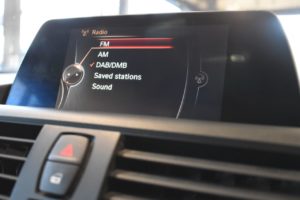 Radio
FM
AM
DAB/DMB
Saved stations
Sound